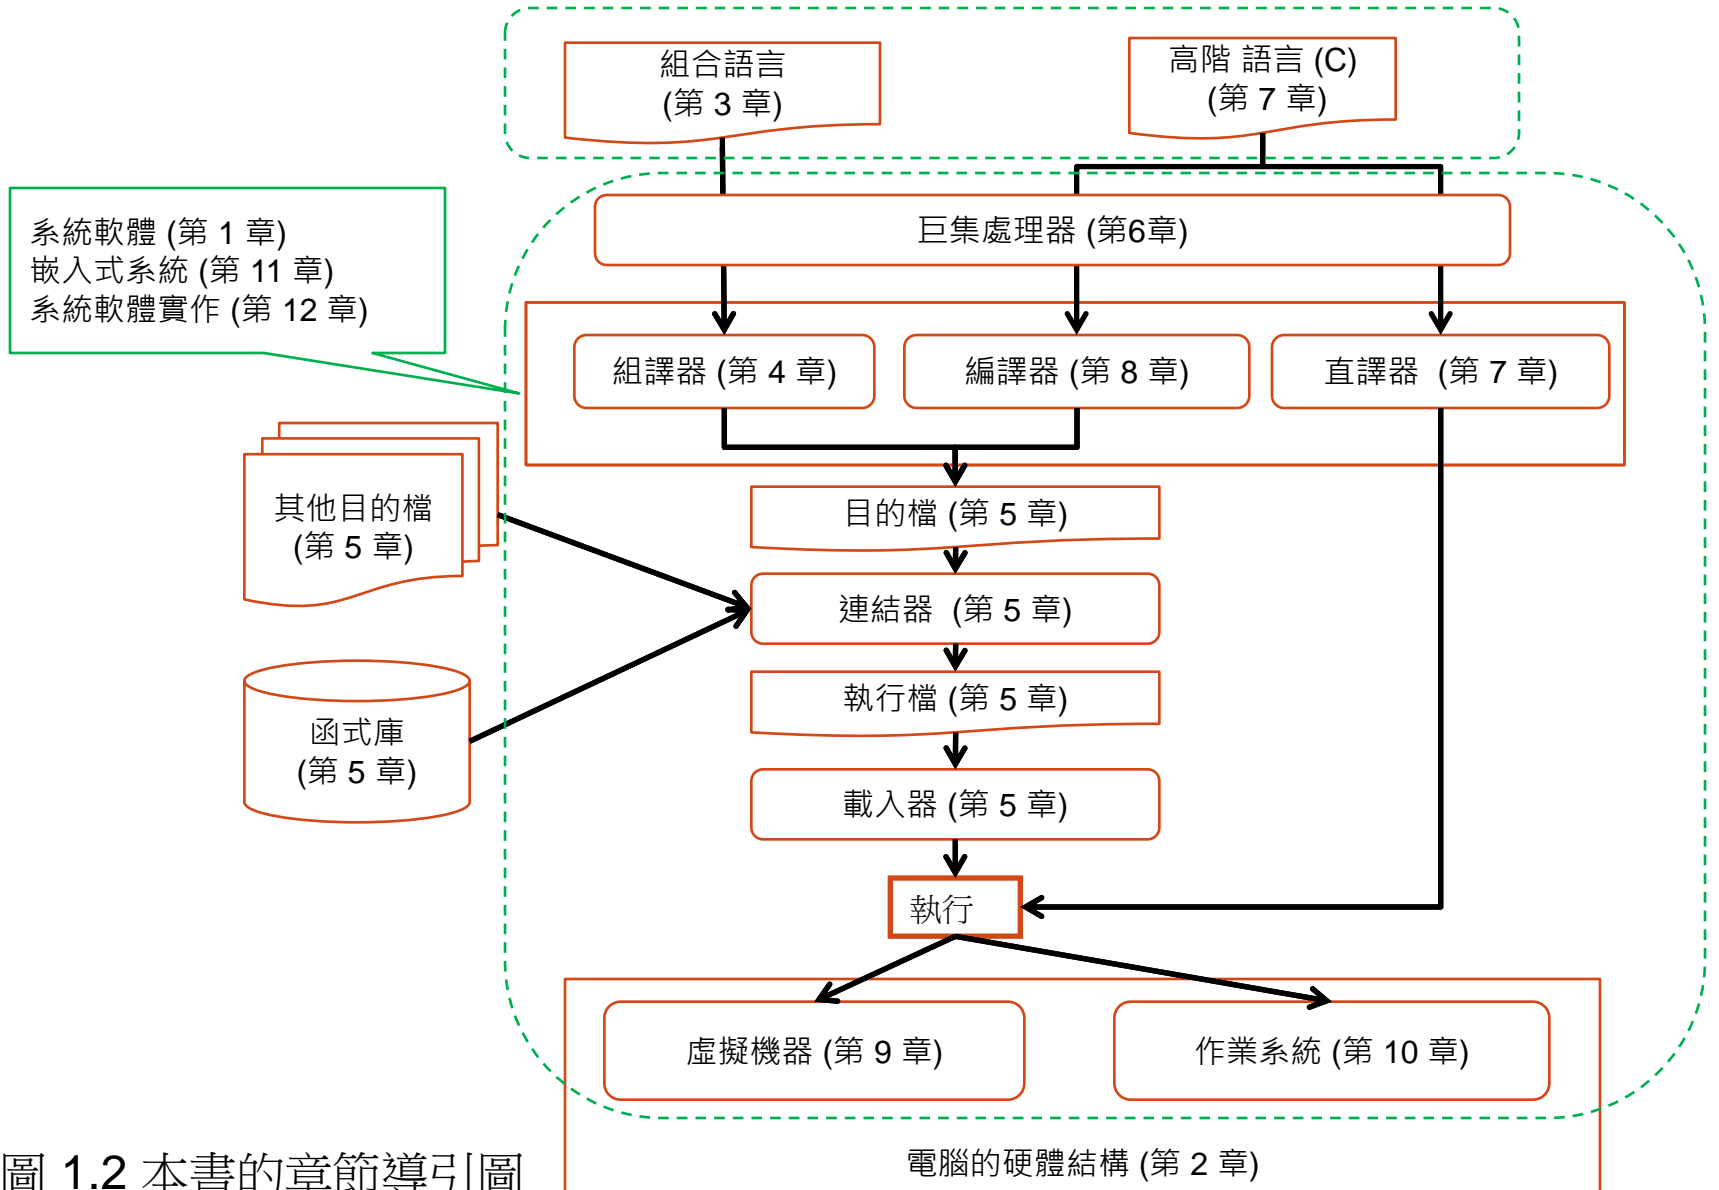 組合語言
(第 3 章)
高階 語言 (C)
(第 7 章)
系統軟體 (第 1 章)
嵌入式系統 (第 11 章)
系統軟體實作 (第 12 章)
巨集處理器 (第6章)
組譯器 (第 4 章)
編譯器 (第 8 章)
直譯器 (第 7 章)
其他目的檔
(第 5 章)
目的檔 (第 5 章)
連結器 (第 5 章)
執行檔 (第 5 章)
函式庫
(第 5 章)
載入器 (第 5 章)
執行
虛擬機器 (第 9 章)
作業系統 (第 10 章)
電腦的硬體結構 (第 2 章)
圖 1.2 本書的章節導引圖